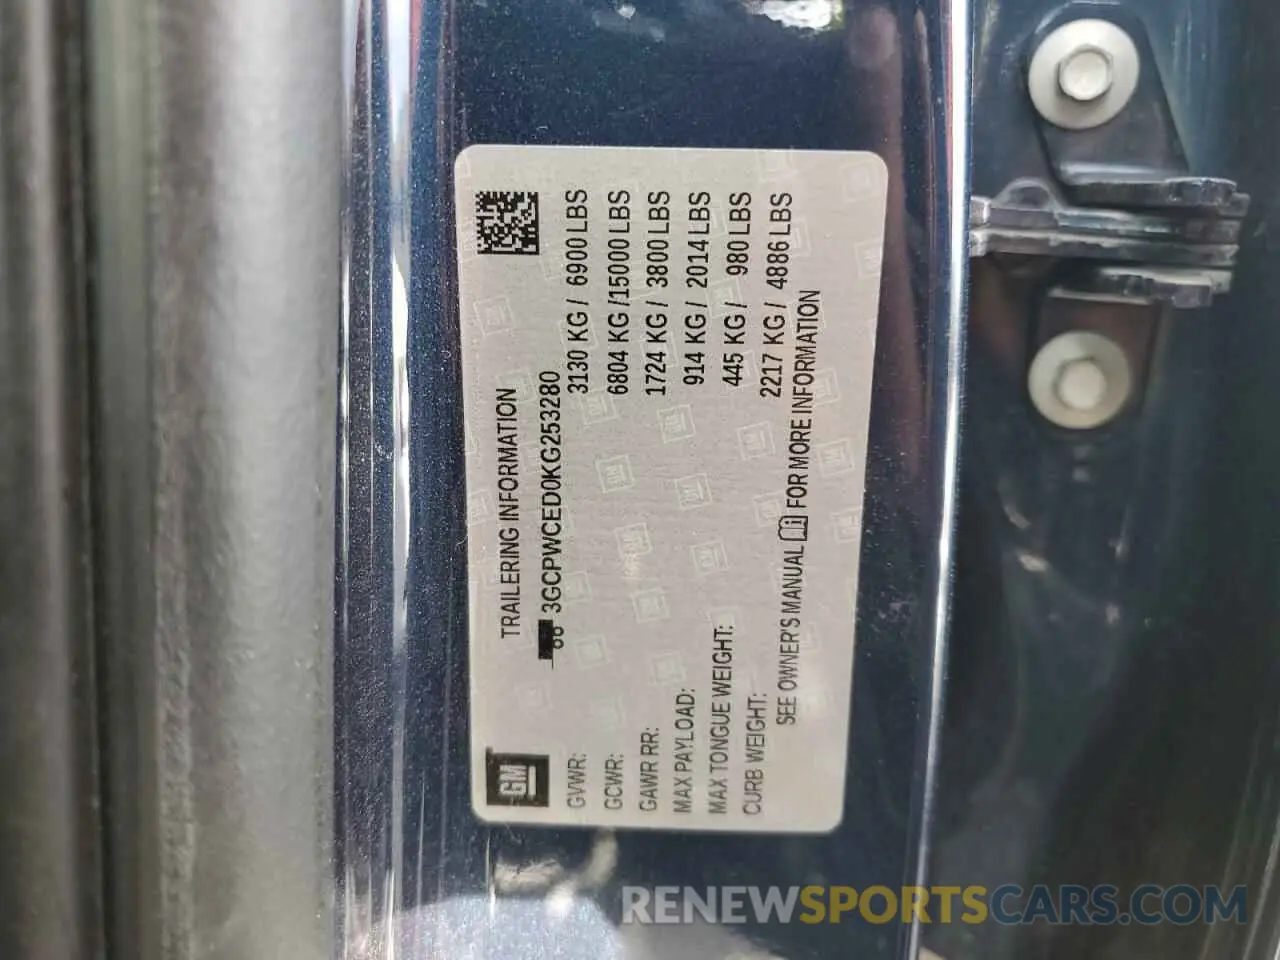 TRAILERING INFORMATION
3GCPWCED0KG253280
GM
GVWR: 3130 KG / 6900 LBS
GCWR: 6804 KG /15000 LBS
GAWR RR: 1724 KG / 3800 LBS
MAX PAYLOAD: 914 KG / 2014 LBS
MAX TONGUE WEIGHT: 445 KG / 980 LBS
CURB WEIGHT: 2217 KG / 4886 LBS
SEE OWNER'S MANUAL FOR MORE INFORMATION
RENEWSPORTSCARS.COM